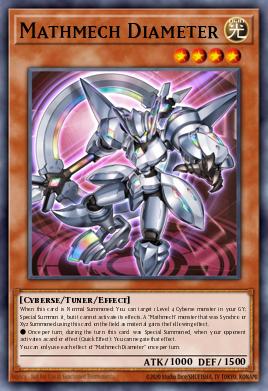 MATHMECH DIAMETER
光
[CYBERSE/TUNER/EFFECT]
When this card is Normal Summoned: You can target 1 Level 4 Cyberse monster in your GY;
Special Summon it, but it cannot activate its effects. A "Mathmech" monster that was Synchro
or Xyz Summoned using this card on the field as material gains the following effect.
● Once per turn, during the turn this card was Special Summoned, when your opponent
activates a card or effect (Quick Effect): You can negate that effect.
You can only use each effect of "Mathmech Diameter" once per turn.
ATK/1000 DEF/1500
©2020 Studio Dice/SHUEISHA, TV TOKYO, KONAMI